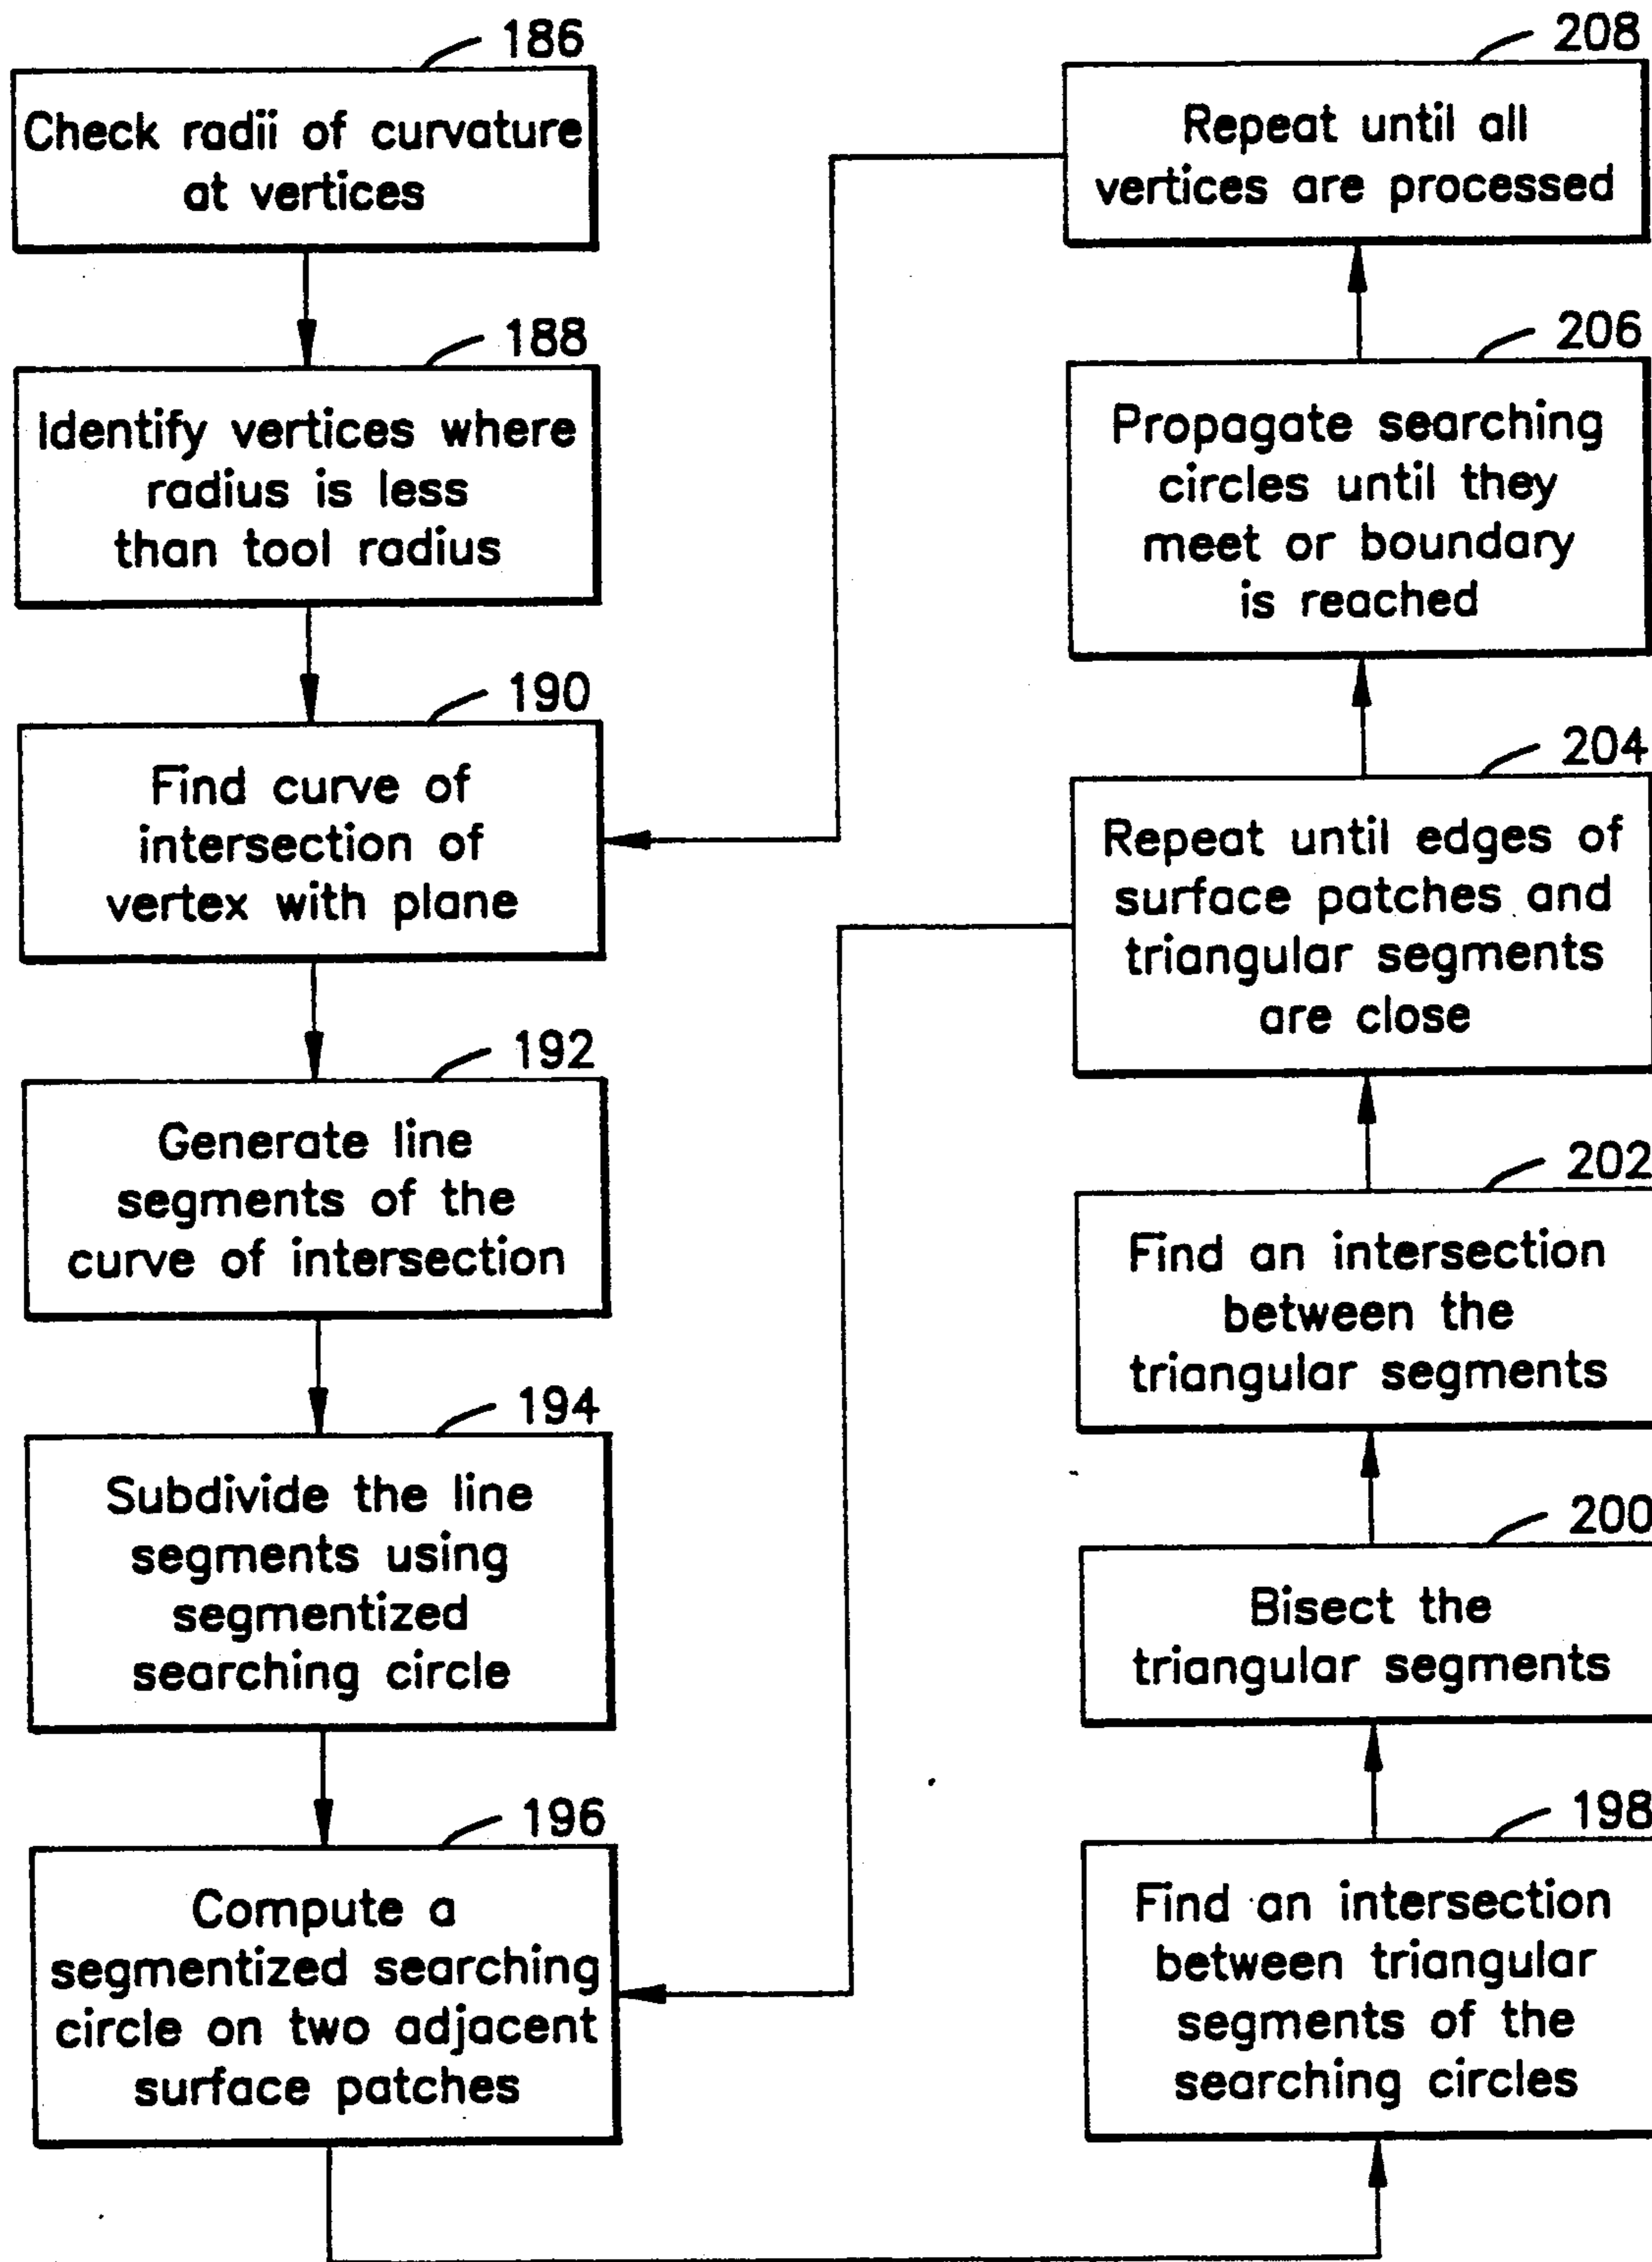 186
Check radii of curvature
at vertices
188
Identify vertices where
radius is less
than tool radius
190
Find curve of
intersection of
vertex with plane
192
Generate line
segments of the
curve of intersection
194
Subdivide the line
segments using
segmentized
searching circle
196
Compute a
segmentized searching
circle on two adjacent
surface patches
208
Repeat until all
vertices are processed
206
Propagate searching
circles until they
meet or boundary
is reached
204
Repeat until edges of
surface patches and
triangular segments
are close
202
Find an intersection
between the
triangular segments
200
Bisect the
triangular segments
198
Find an intersection
between triangular
segments of the
searching circles